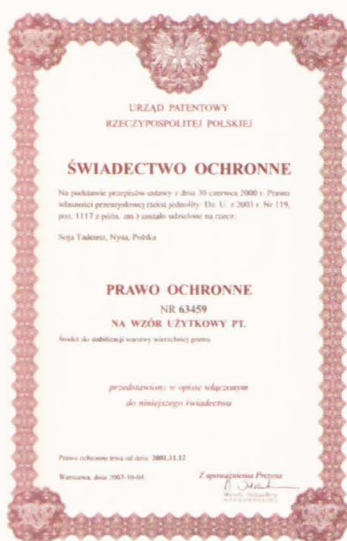 URZĄD PATENTOWY
RZECZYPOSPOLITEJ POLSKIEJ
ŚWIADECTWO OCHRONNE
Na podstawie przepisów ustawy z dnia 30 czerwca 2000 r. Prawo
własności przemysłowej (tekst jednolity: Dz. U. z 2003 r. Nr 119,
poz. 1117 z późn. zm.) zostało udzielone na rzecz:
Soja Tadeusz, Nysa, Polska
PRAWO OCHRONNE
NR 63459
NA WZÓR UŻYTKOWY PT.
Środek do stabilizacji warstwy wierzchniej gruntu
przedstawiony w opisie włączonym
do niniejszego świadectwa
Prawo ochronne trwa od dnia: 2001.11.12
Warszawa, dnia
Z upoważnienia Prezesa